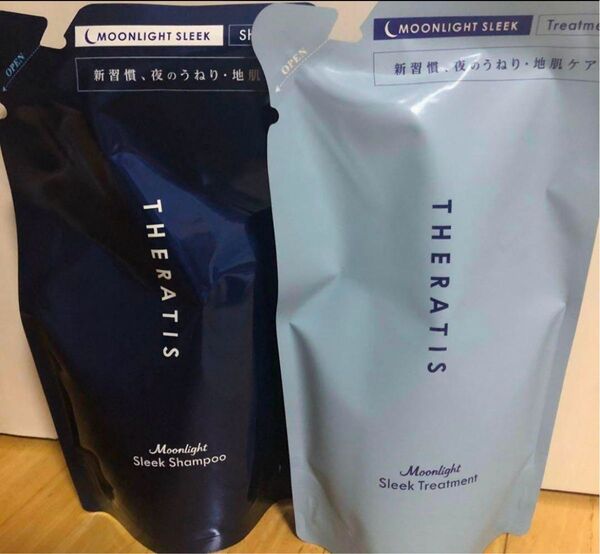 OPEN
MOONLIGHT SLEEK
新習慣、夜のうねり・地肌
THERATIS
Moonlight
Sleek Shampoo
OPEN
MOONLIGHT SLEEK
新習慣、夜のうねり・地肌ケア
THERATIS
Moonlight
Sleek Treatment